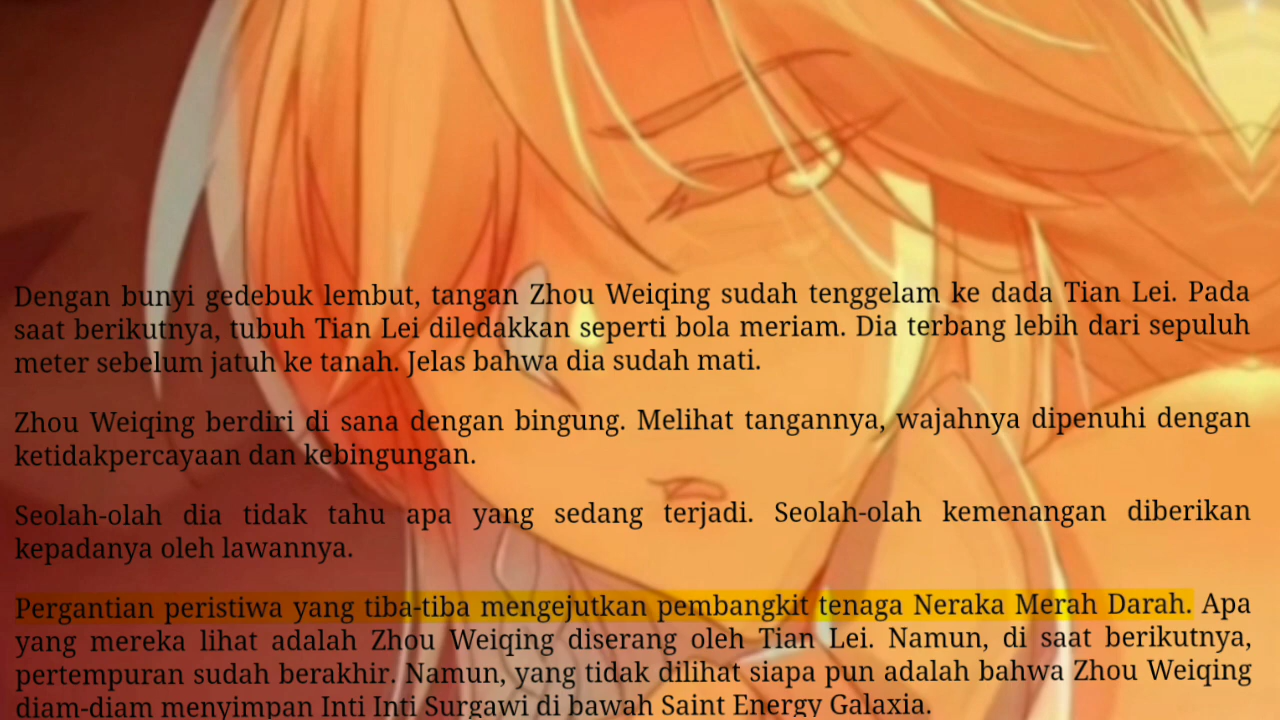 Dengan bunyi gedebuk lembut, tangan Zhou Weiqing sudah tenggelam ke dada Tian Lei. Pada
saat berikutnya, tubuh Tian Lei diledakkan seperti bola meriam. Dia terbang lebih dari sepuluh
meter sebelum jatuh ke tanah. Jelas bahwa dia sudah mati.
Zhou Weiqing berdiri di sana dengan bingung. Melihat tangannya, wajahnya dipenuhi dengan
ketidakpercayaan dan kebingungan.
Seolah-olah dia tidak tahu apa yang sedang terjadi. Seolah-olah kemenangan diberikan
kepadanya oleh lawannya.
Pergantian peristiwa yang tiba-tiba mengejutkan pembangkit tenaga Neraka Merah Darah. Apa
yang mereka lihat adalah Zhou Weiqing diserang oleh Tian Lei. Namun, di saat berikutnya,
pertempuran sudah berakhir. Namun, yang tidak dilihat siapa pun adalah bahwa Zhou Weiqing
diam-diam menyimpan Inti Inti Surgawi di bawah Saint Energy Galaxia.